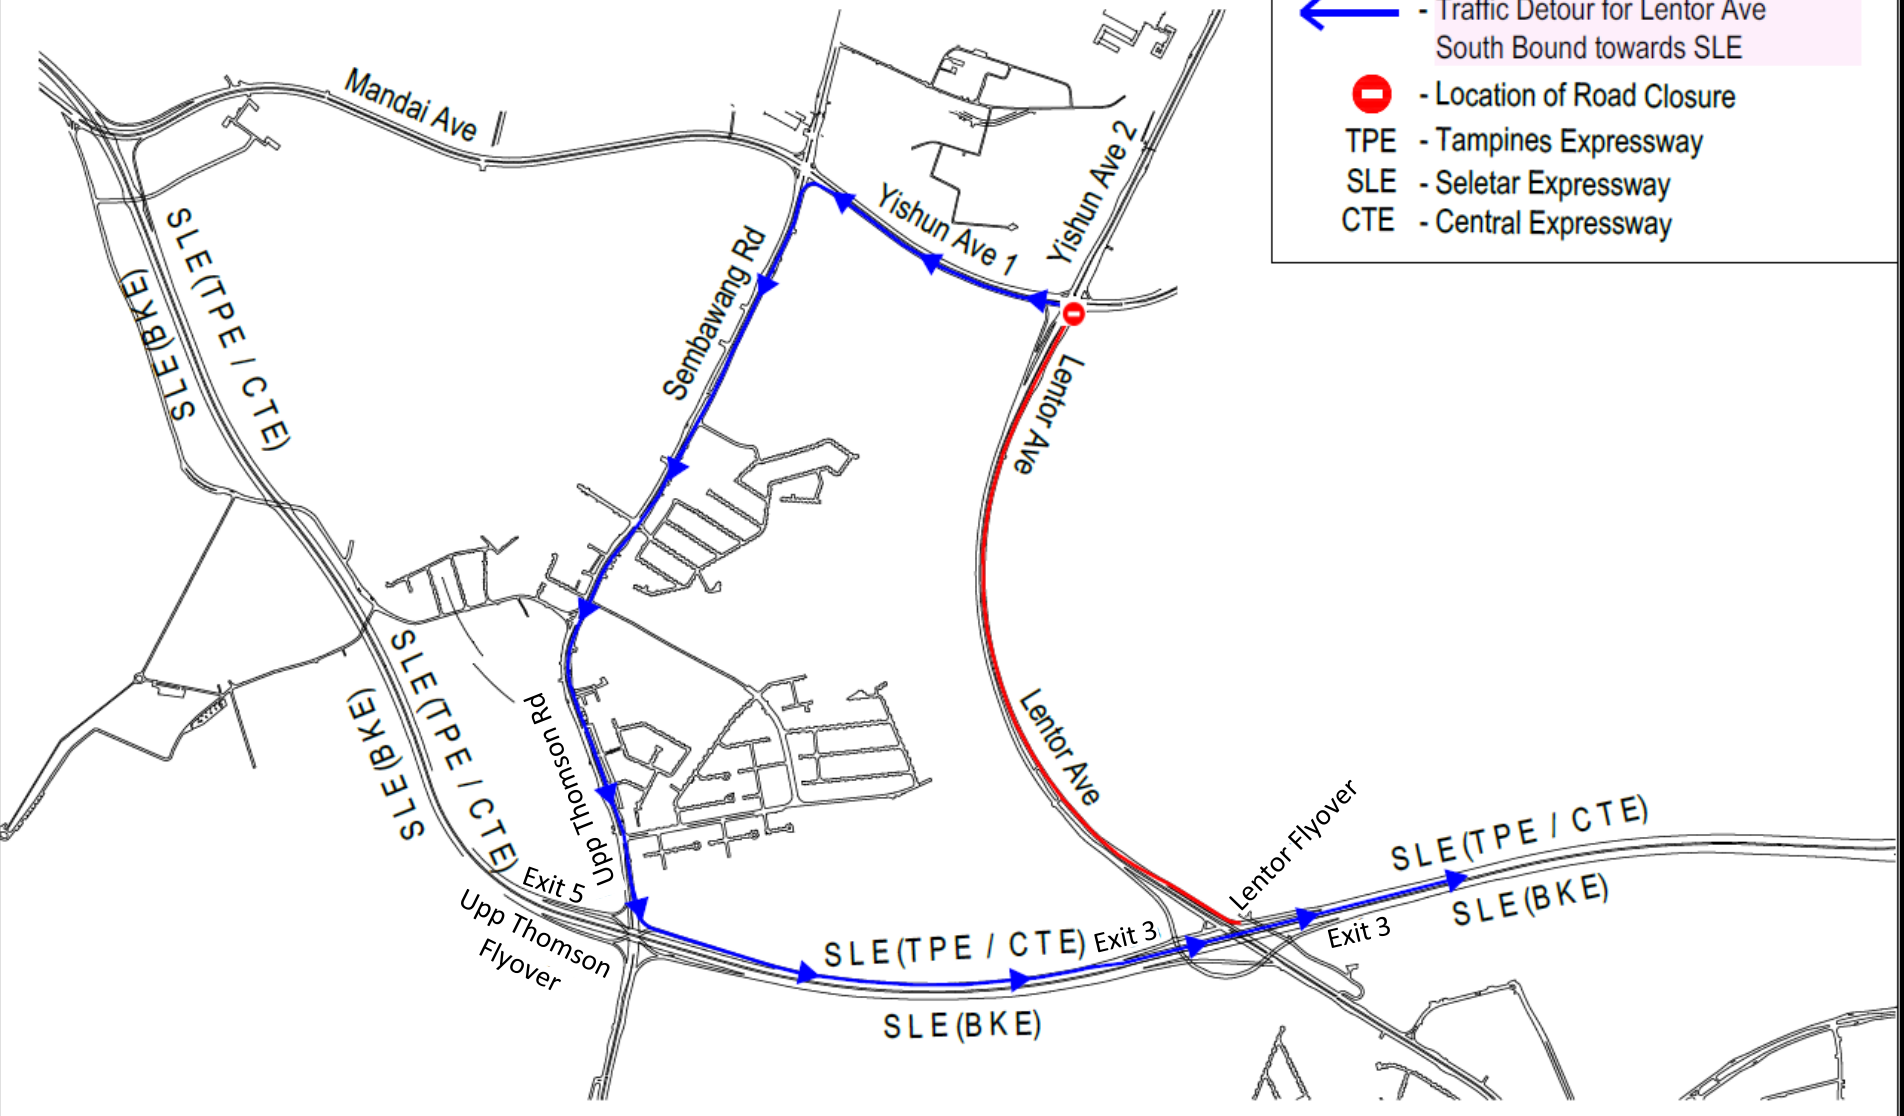 - Traffic Detour for Lentor Ave
South Bound towards SLE
- Location of Road Closure
TPE - Tampines Expressway
SLE - Seletar Expressway
CTE - Central Expressway
Mandai Ave
Yishun Ave 2
Yishun Ave 1
SLE(TPE / CTE)
SLE(BKE)
Sembawang Rd
Lentor Ave
SLE(TPE / CTE)
SLE(BKE)
Upp Thomson Rd
Lentor Ave
Lentor Flyover
SLE(TPE / CTE)
SLE(BKE)
Exit 5
Upp Thomson
Flyover
SLE(TPE / CTE)
Exit 3
Exit 3
SLE(BKE)